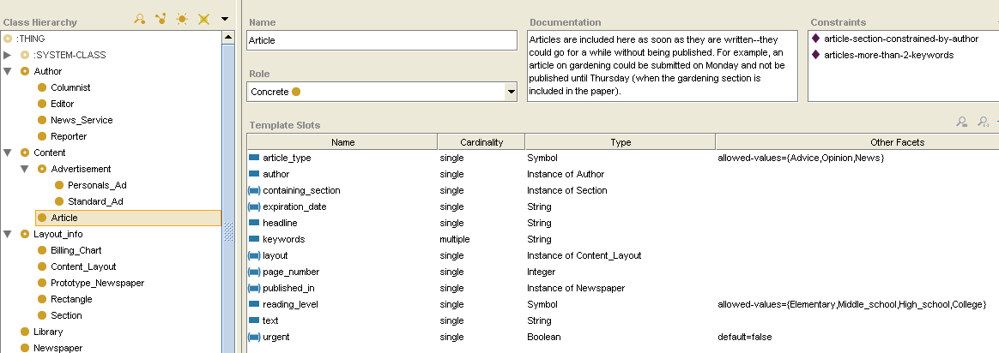 Class Hierarchy
:THING
:SYSTEM-CLASS
Author
Columnist
Editor
News_Service
Reporter
Content
Advertisement
Personals_Ad
Standard_Ad
Article
Layout_info
Billing_Chart
Content_Layout
Prototype_Newspaper
Rectangle
Section
Library
Newspaper
Name
Article
Role
Concrete
Documentation
Articles are included here as soon as they are written--they
could go for a while without being published. For example, an
article on gardening could be submitted on Monday and not be
published until Thursday (when the gardening section is
included in the paper).
Constraints
article-section-constrained-by-author
articles-more-than-2-keywords
Template Slots
Name Cardinality Type Other Facets
article_type single Symbol allowed-values={Advice,Opinion,News}
author single Instance of Author
containing_section single Instance of Section
expiration_date single String
headline single String
keywords multiple String
layout single Instance of Content_Layout
page_number single Integer
published_in single Instance of Newspaper
reading_level single Symbol allowed-values={Elementary,Middle_school,High_school,College}
text single String
urgent single Boolean default=false